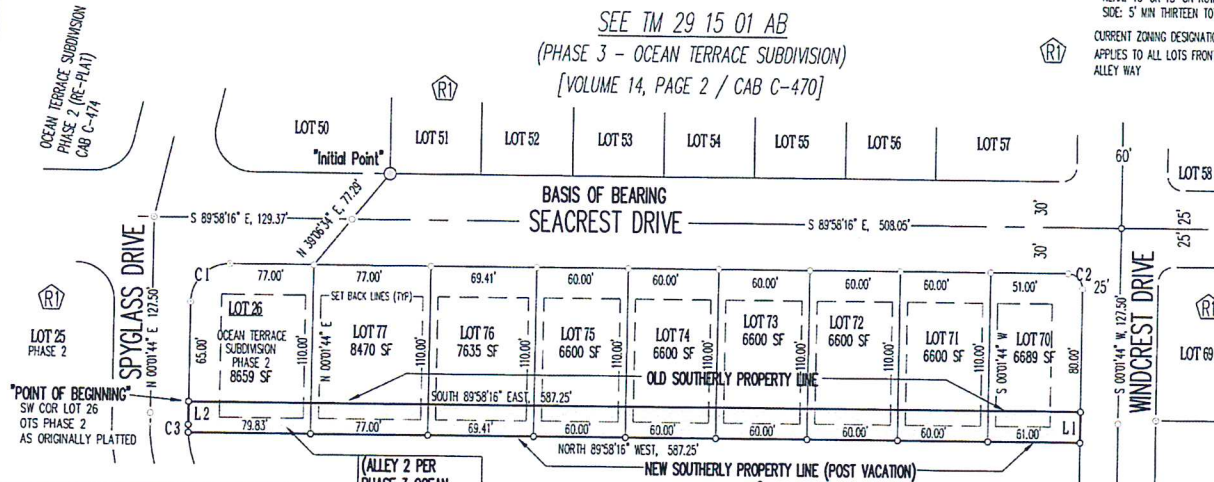 SEE TM 29 15 01 AB
(PHASE 3 - OCEAN TERRACE SUBDIVISION)
[VOLUME 14, PAGE 2 / CAB C-470]
SIDE: 5' MIN THIRTEEN TO
CURRENT ZONING DESIGNATIO
APPLIES TO ALL LOTS FRON
ALLEY WAY
R1
R1
OCEAN TERRACE SUBDIVISION
PHASE 2 (RE-PLAT)
CAB C-474
LOT 50
LOT 51
LOT 52
LOT 53
LOT 54
LOT 55
LOT 56
LOT 57
LOT 58
"Initial Point"
60'
BASIS OF BEARING
SEACREST DRIVE
S 89°58'16" E, 129.37'
S 89°58'16" E, 508.05'
N 39°06'34" E, 77.29'
30'
30'
25'
25'
25'
C1
77.00'
77.00'
69.41'
60.00'
60.00'
60.00'
60.00'
60.00'
51.00'
C2
SPYGLASS DRIVE
N 00°01'44" E 127.50'
WINDCREST DRIVE
S 00°01'44" W, 127.50'
R1
LOT 25
PHASE 2
65.00'
LOT 26
OCEAN TERRACE
SUBDIVISION
PHASE 2
8659 SF
110.00'
N 00°01'44" E
SET BACK LINES (TYP)
LOT 77
8470 SF
110.00'
LOT 76
7635 SF
110.00'
LOT 75
6600 SF
110.00'
LOT 74
6600 SF
110.00'
LOT 73
6600 SF
110.00'
LOT 72
6600 SF
110.00'
LOT 71
6600 SF
110.00'
S 00°01'44" W
LOT 70
6689 SF
80.00'
R1
LOT 69
OLD SOUTHERLY PROPERTY LINE
SOUTH 89°58'16" EAST, 587.25'
"POINT OF BEGINNING"
SW COR LOT 26
OTS PHASE 2
AS ORIGINALLY PLATTED
L2
C3
L1
79.83'
77.00'
69.41'
60.00'
60.00'
60.00'
60.00'
60.00'
61.00'
NORTH 89°58'16" WEST, 587.25'
NEW SOUTHERLY PROPERTY LINE (POST VACATION)
(ALLEY 2 PER